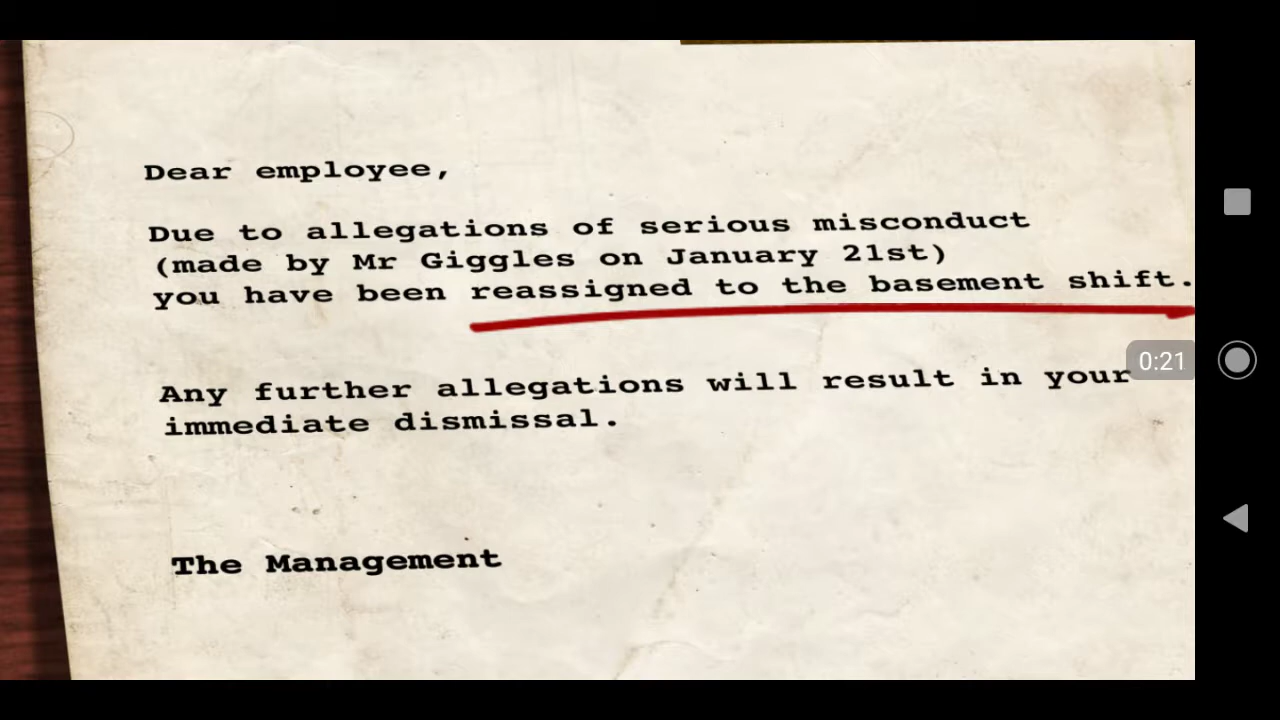 Dear employee,
Due to allegations of serious misconduct
(made by Mr Giggles on January 21st)
you have been reassigned to the basement shift.
Any further allegations will result in your
immediate dismissal.
The Management
0:21